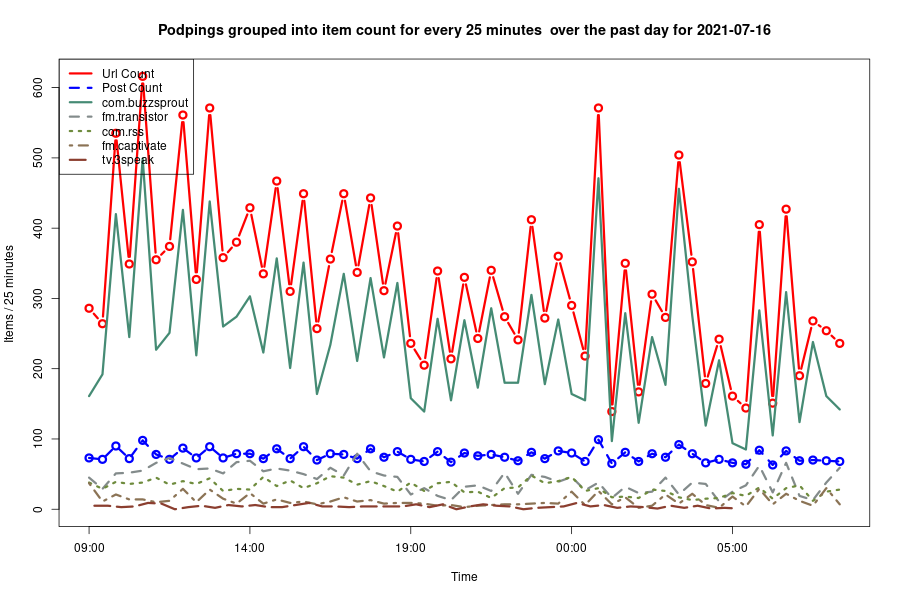 Podpings grouped into item count for every 25 minutes  over the past day for 2021-07-16
Url Count
Post Count
com.buzzsprout
fm.transistor
com.rss
fm.captivate
tv.3speak
Items / 25 minutes
600
500
400
300
200
100
0
09:00 14:00 19:00 00:00 05:00
Time